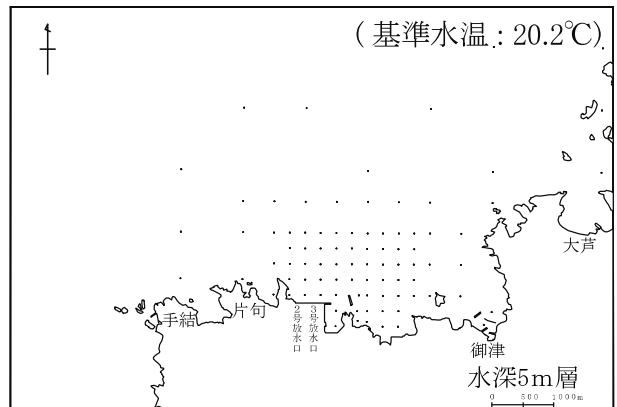 (基準水温:20.2℃)
大芦
手結
片句
2号放水口
3号放水口
御津
水深5m層
0 500 1000m